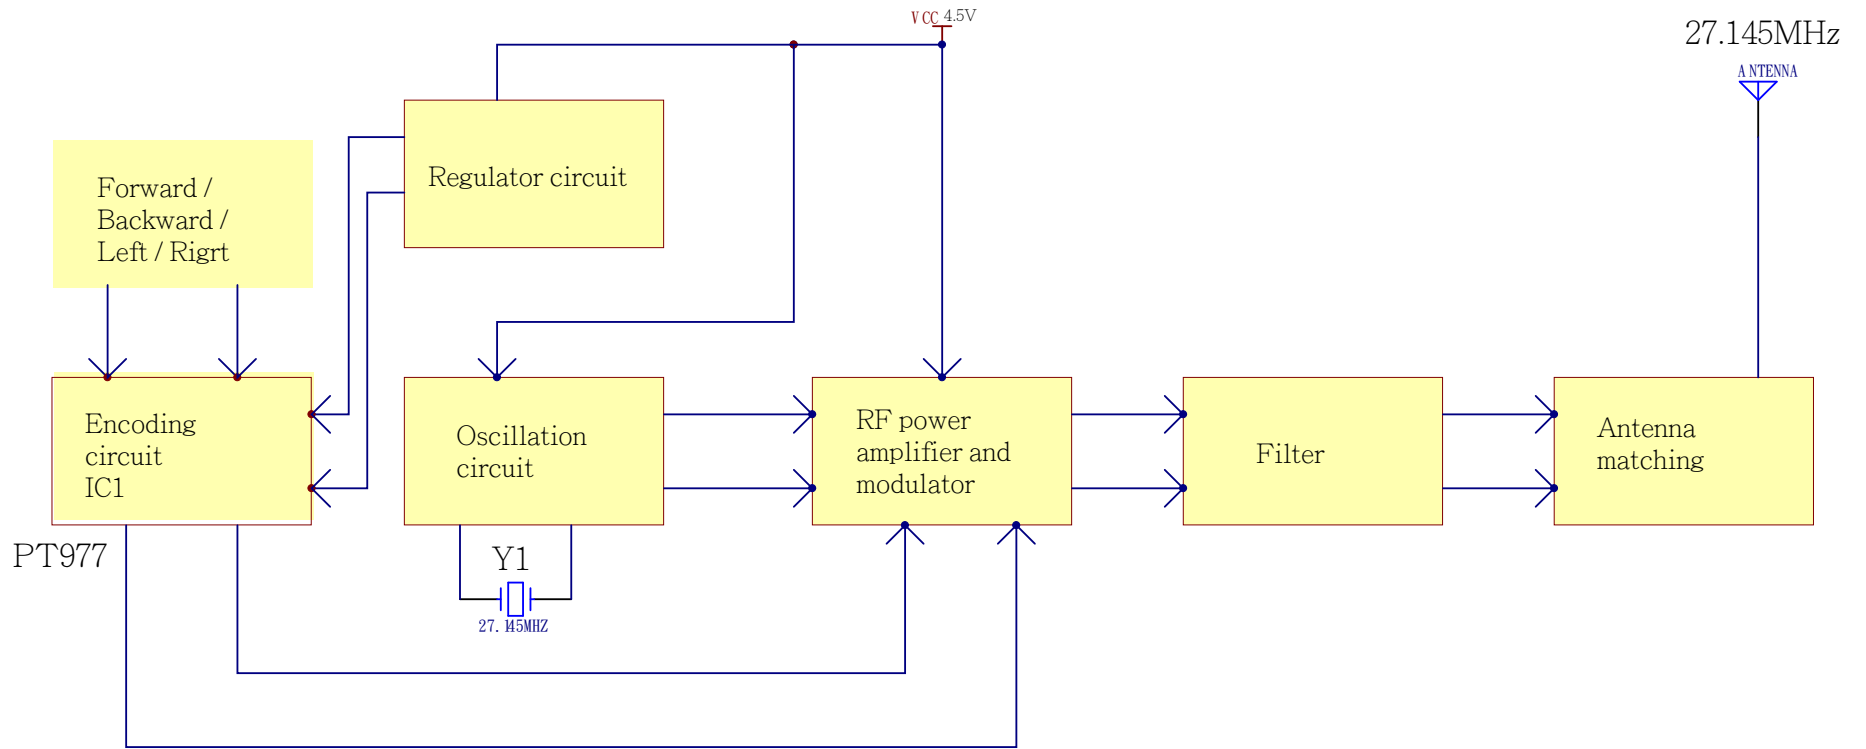 VCC 4.5V
27.145MHz
ANTENNA
Regulator circuit
Forward /
Backward /
Left / Rigrt
Encoding
circuit
IC1
Oscillation
circuit
RF power
amplifier and
modulator
Filter
Antenna
matching
PT977
Y1
27.145MHZ